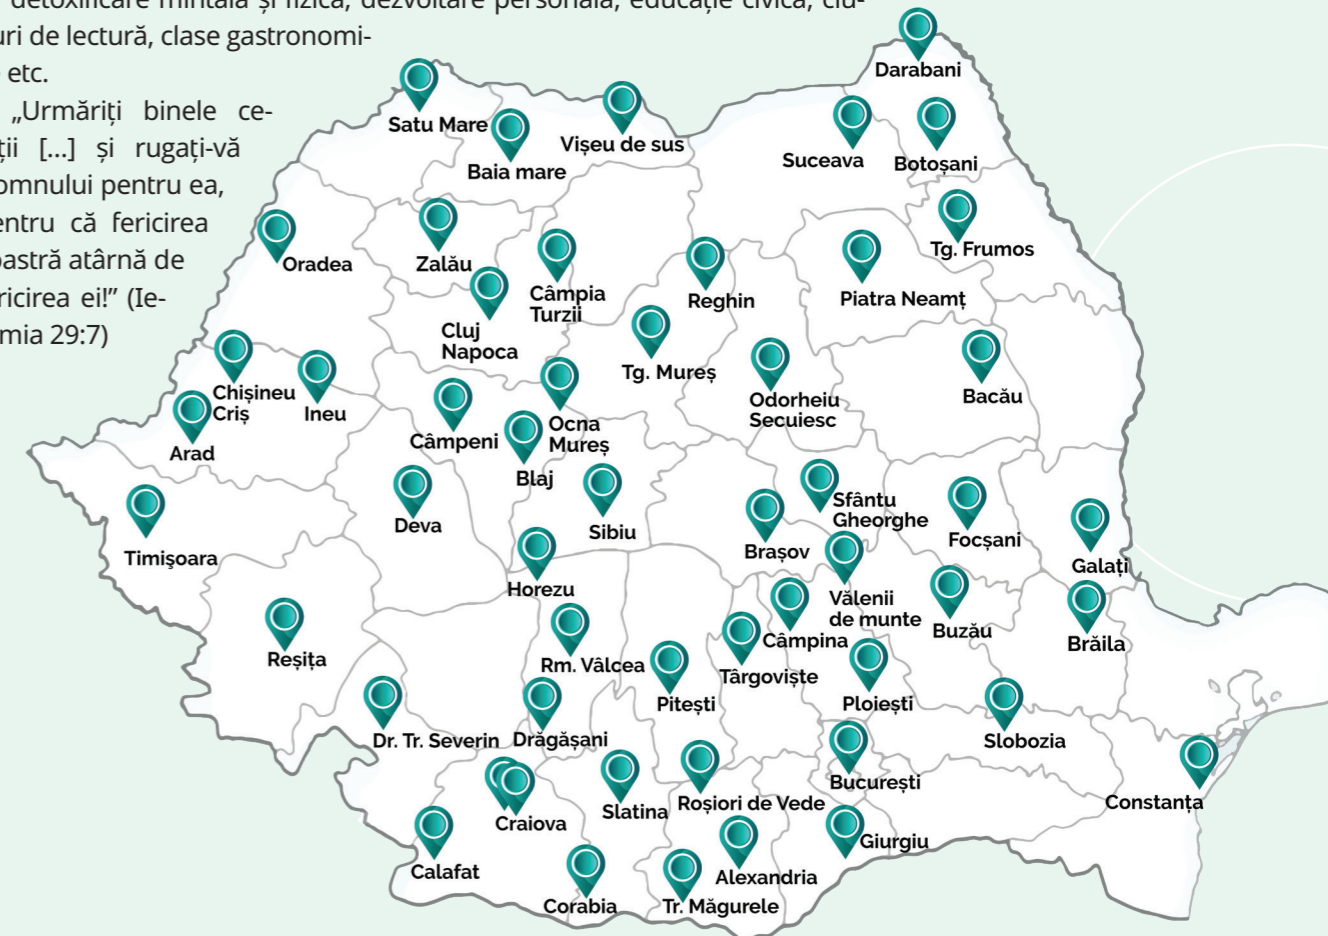 detoxifiere mintală și fizică, dezvoltare personală, educație civică, clu-
uri de lectură, clase gastronomi-
etc.
„Urmăriți binele ce-
ții [...] și rugați-vă
omnului pentru ea,
entru că fericirea
oastră atârnă de
ricirea ei!” (Ie-
mia 29:7)
Darabani
Satu Mare
Baia mare
Vișeu de sus
Suceava
Botoșani
Oradea
Zalău
Câmpia
Turzii
Reghin
Piatra Neamț
Tg. Frumos
Cluj
Napoca
Tg. Mureș
Chișineu
Criș
Ineu
Odorheiu
Secuiesc
Bacău
Arad
Câmpeni
Ocna
Mureș
Blaj
Timișoara
Deva
Sibiu
Sfântu
Gheorghe
Brașov
Focșani
Galați
Horezu
Vălenii
de munte
Buzău
Brăila
Reșița
Rm. Vâlcea
Câmpina
Târgoviște
Pitești
Ploiești
Dr. Tr. Severin
Drăgășani
Slobozia
București
Constanța
Craiova
Slatina
Roșiori de Vede
Giurgiu
Calafat
Alexandria
Corabia
Tr. Măgurele